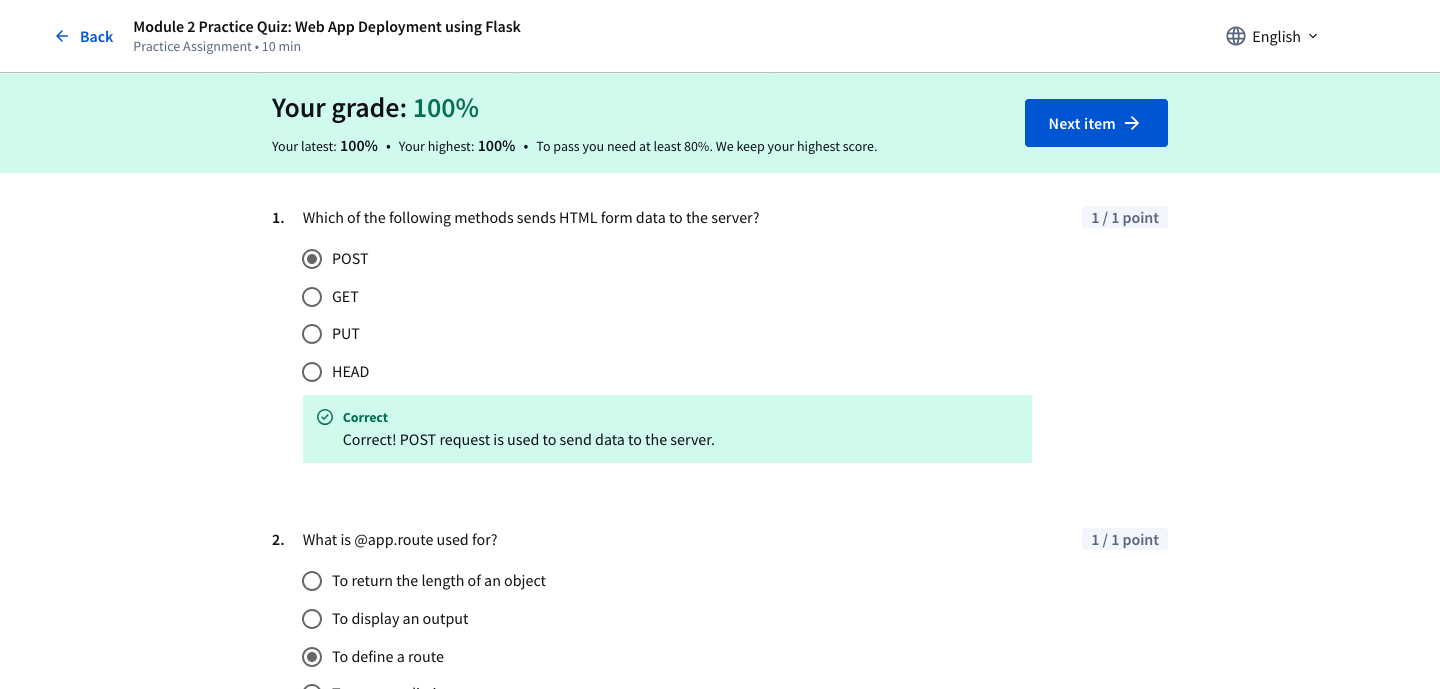 Back
Module 2 Practice Quiz: Web App Deployment using Flask
Practice Assignment • 10 min
English
Your grade: 100%
Your latest: 100% • Your highest: 100% • To pass you need at least 80%. We keep your highest score.
Next item
1. Which of the following methods sends HTML form data to the server?
1 / 1 point
POST
GET
PUT
HEAD
Correct
Correct! POST request is used to send data to the server.
2. What is @app.route used for?
1 / 1 point
To return the length of an object
To display an output
To define a route